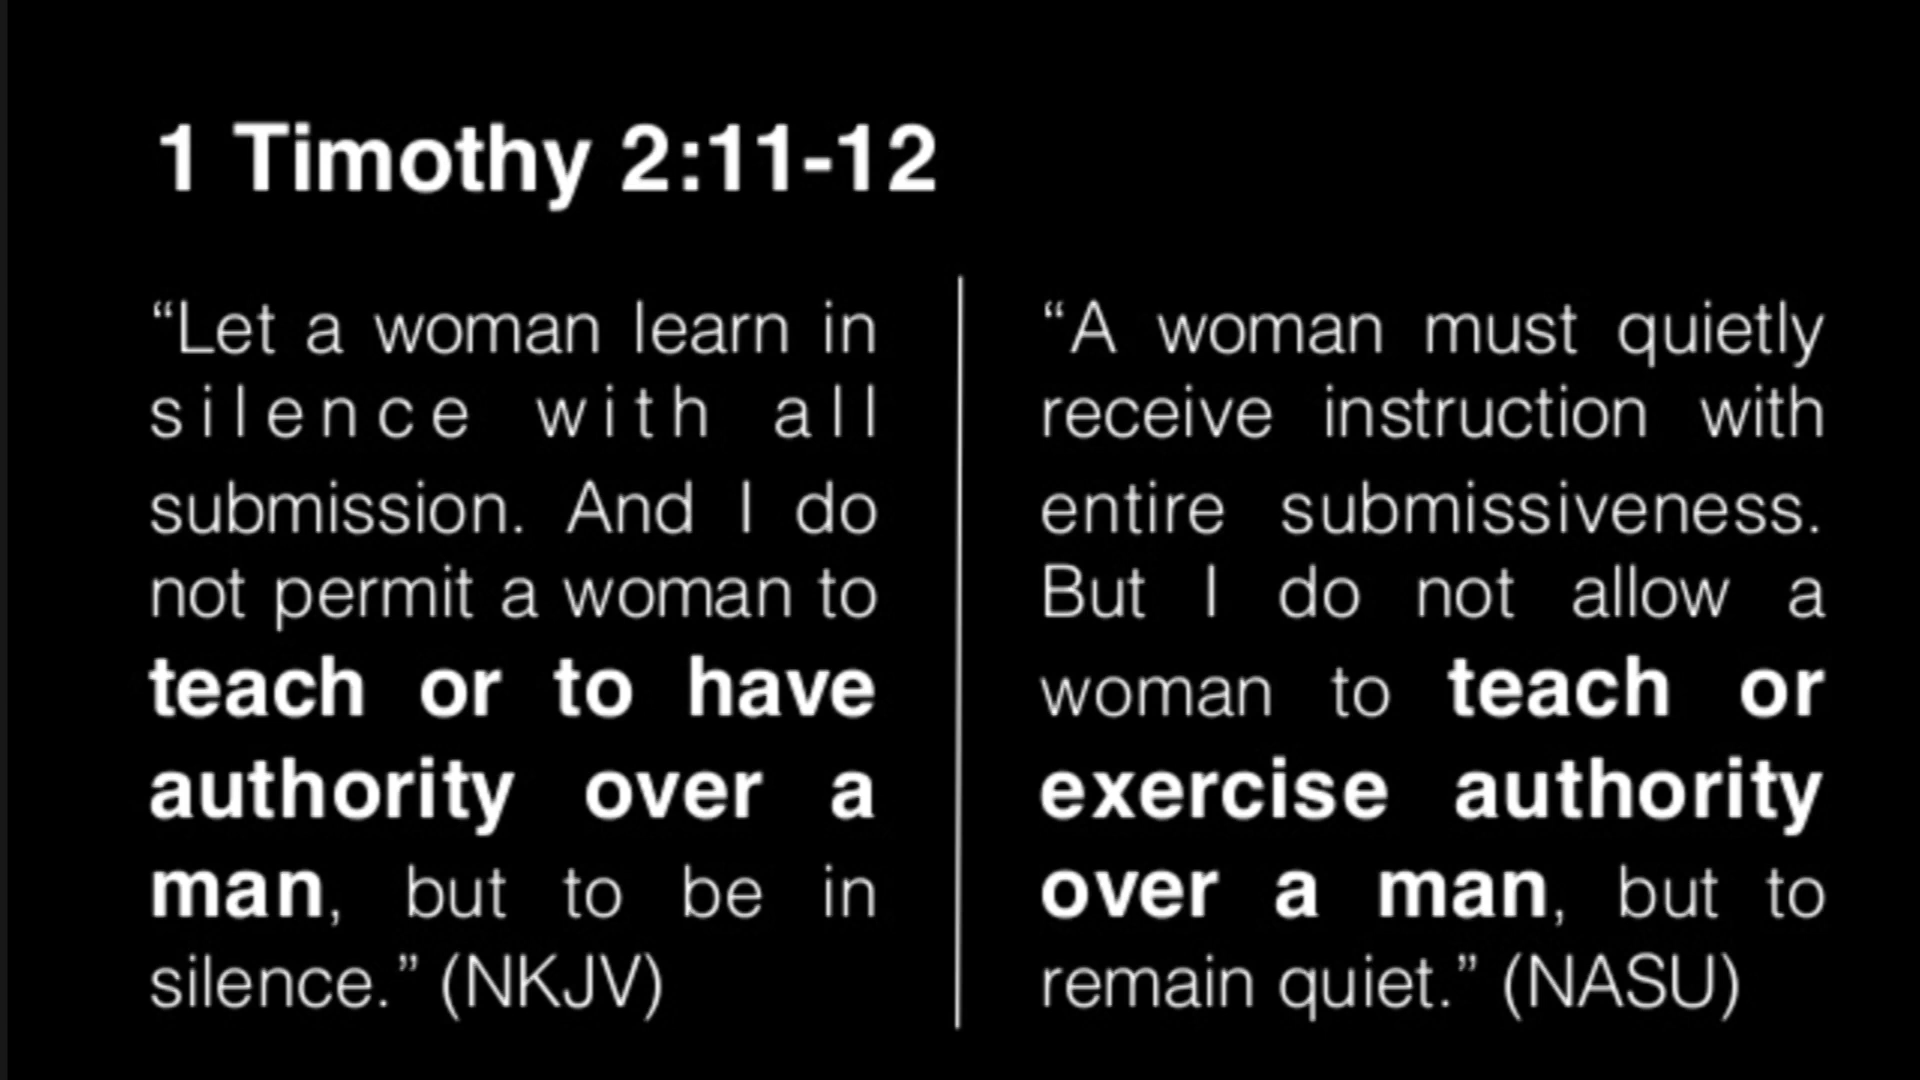 1 Timothy 2:11-12
“Let a woman learn in
silence with all
submission. And I do
not permit a woman to
teach or to have
authority over a
man, but to be in
silence.” (NKJV)
“A woman must quietly
receive instruction with
entire submissiveness.
But I do not allow a
woman to teach or
exercise authority
over a man, but to
remain quiet.” (NASU)